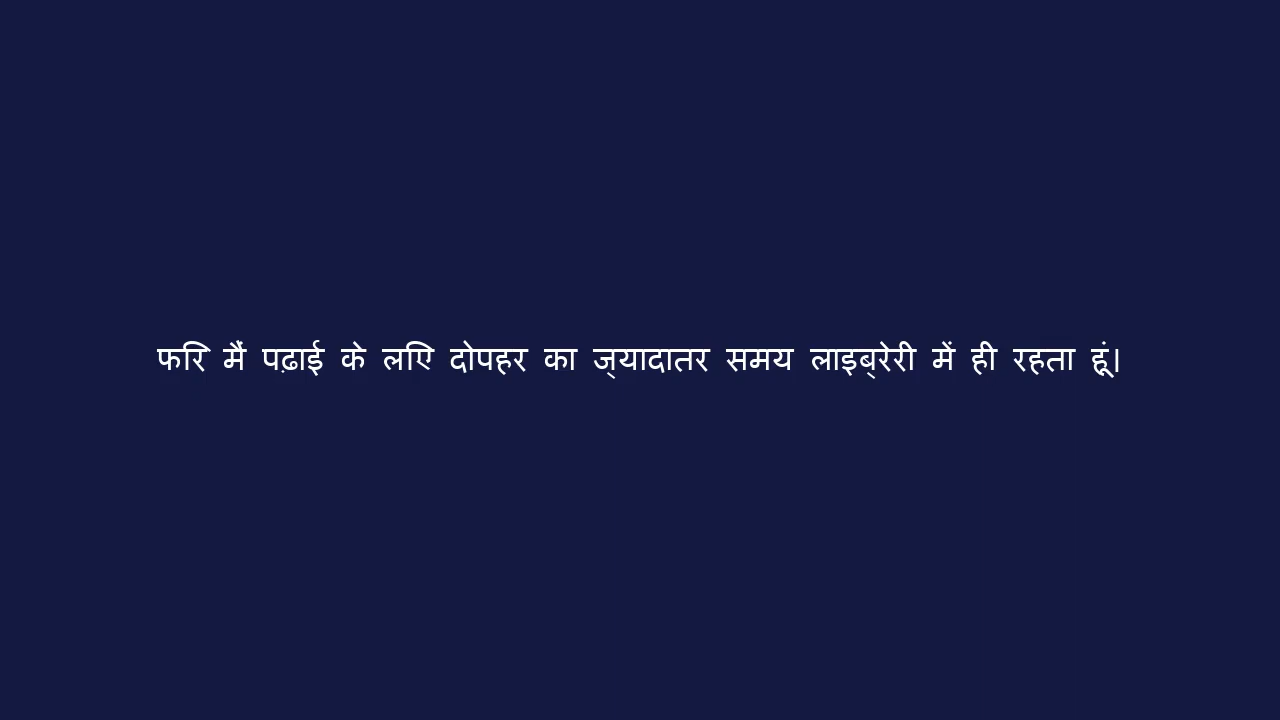 फिर मैं पढ़ाई के लिए दोपहर का ज्यादातर समय लाइब्रेरी में ही रहता हूं।